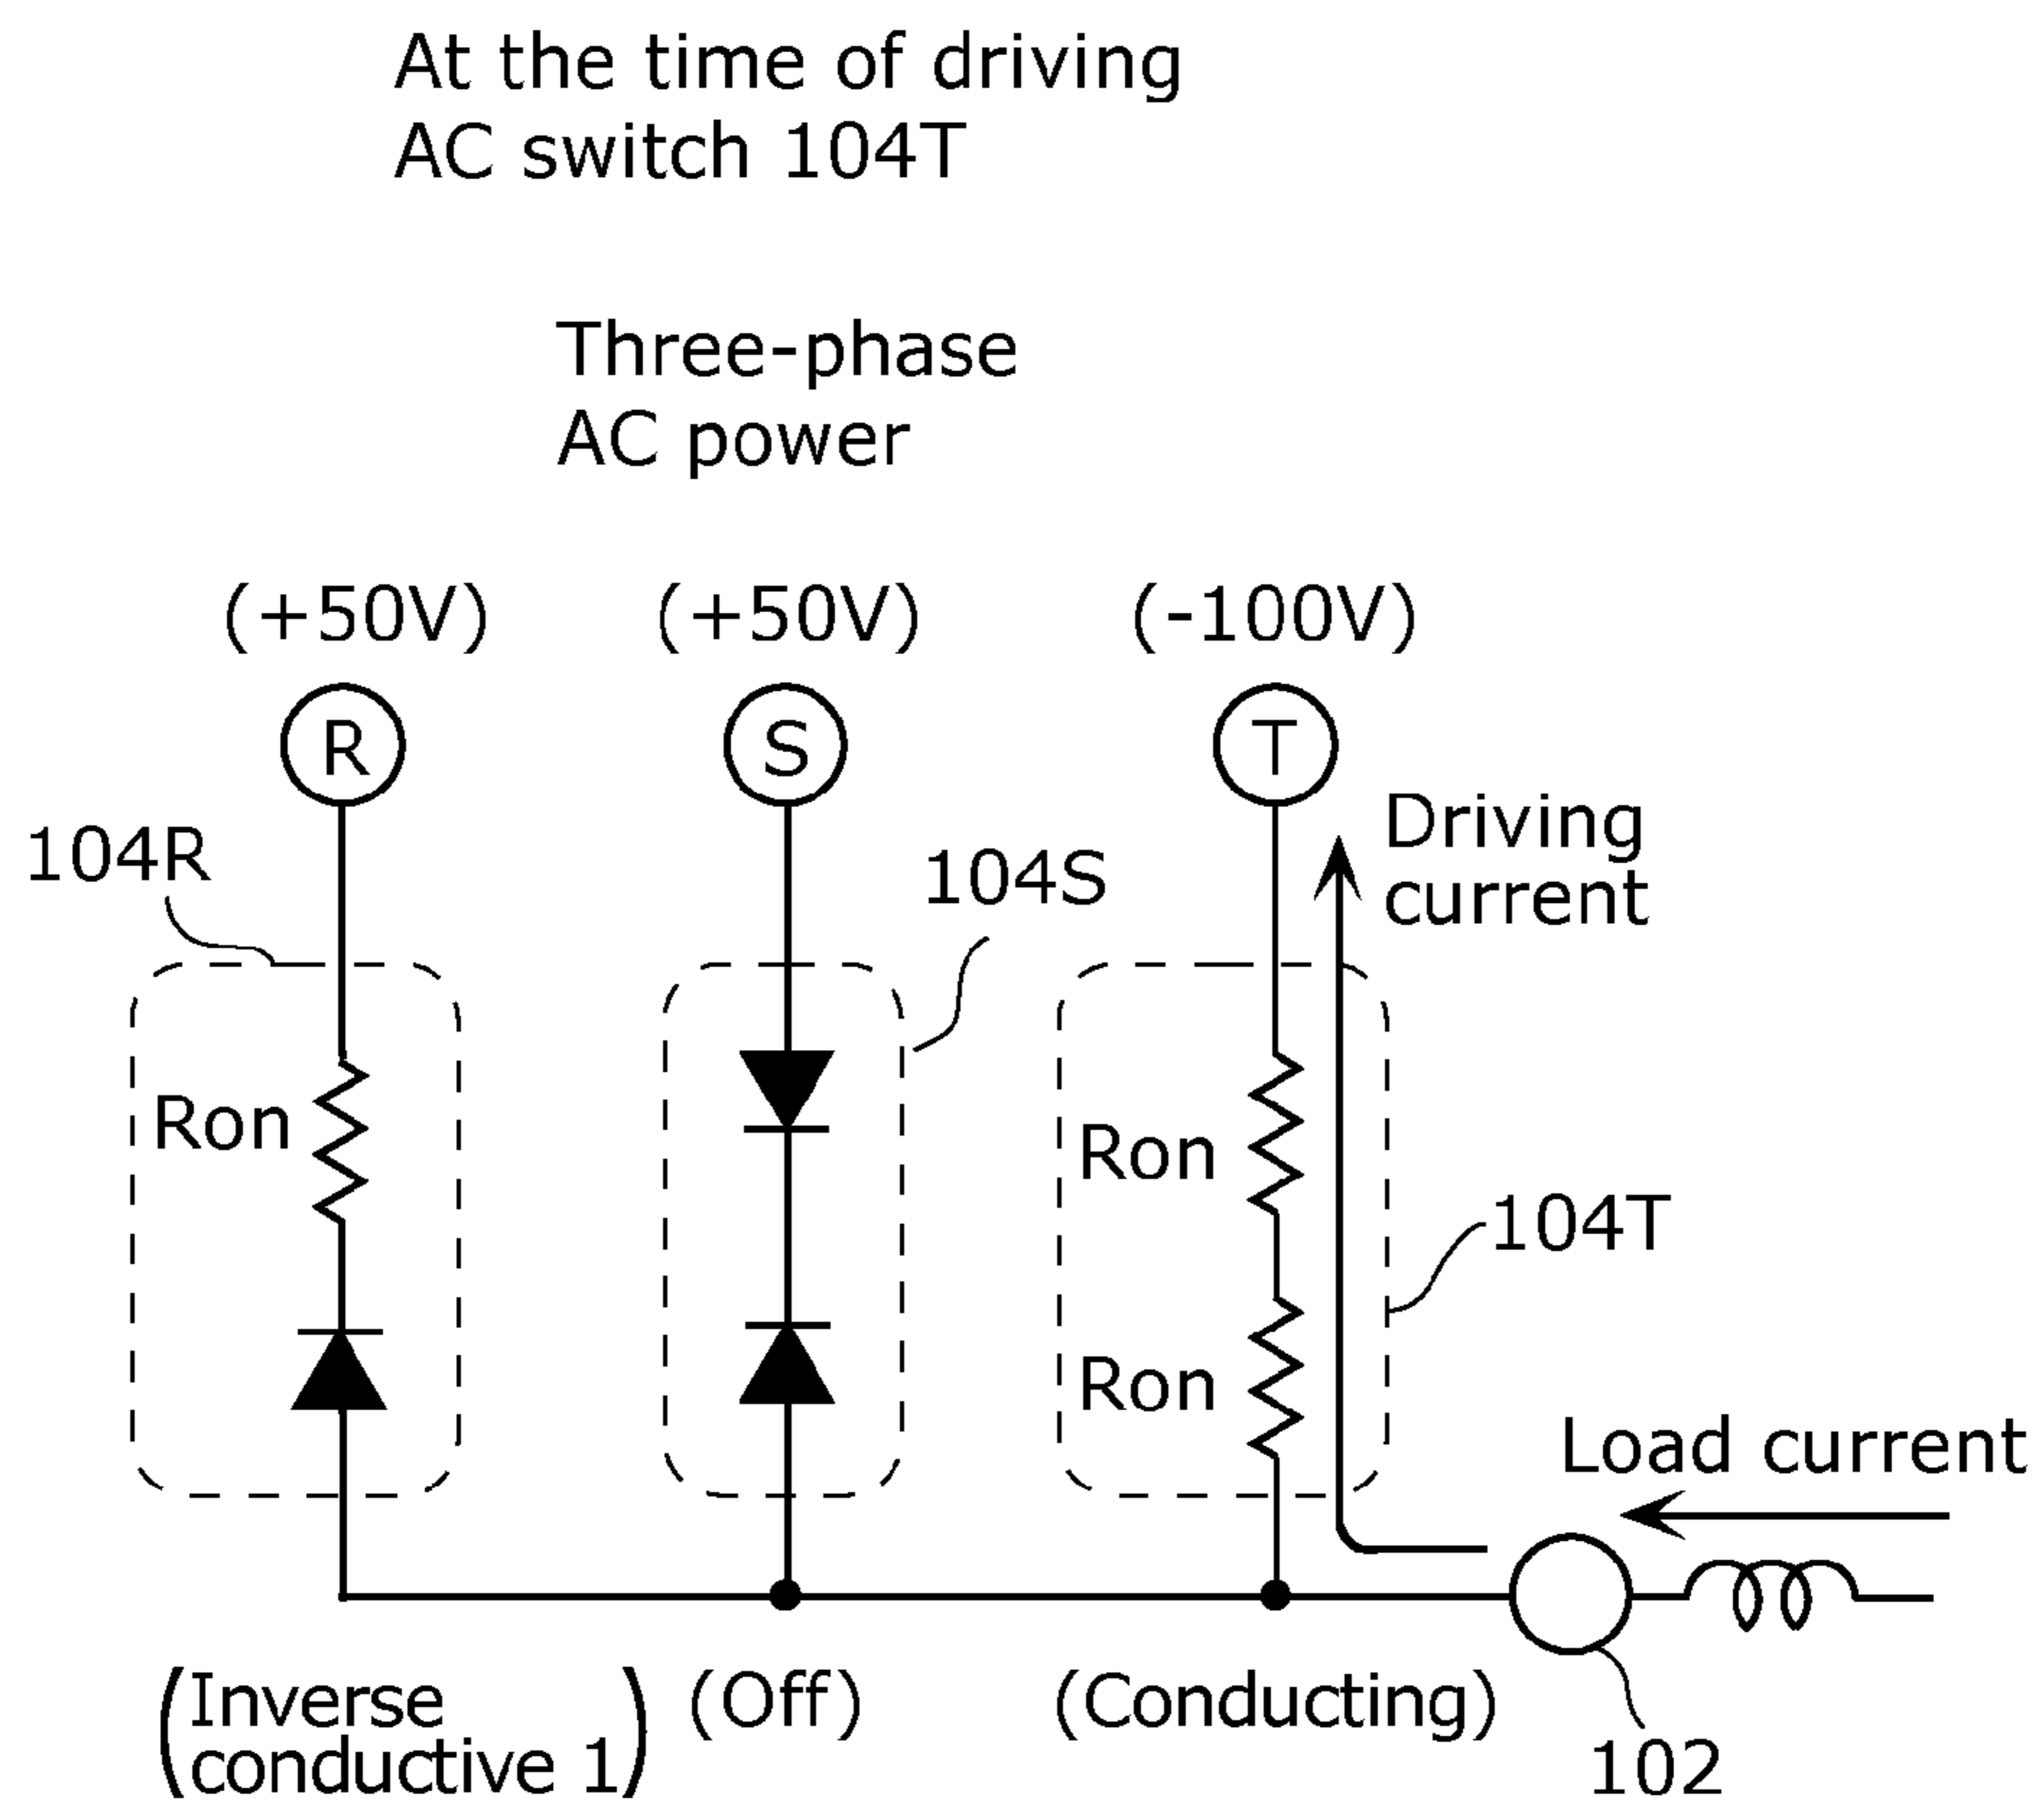 At the time of driving
AC switch 104T
Three-phase
AC power
(+50V) (+50V) (-100V)
R S T
Driving
current
104R
104S
Ron
Ron
104T
Ron
Load current
(Inverse
conductive 1) (Off) (Conducting)
102